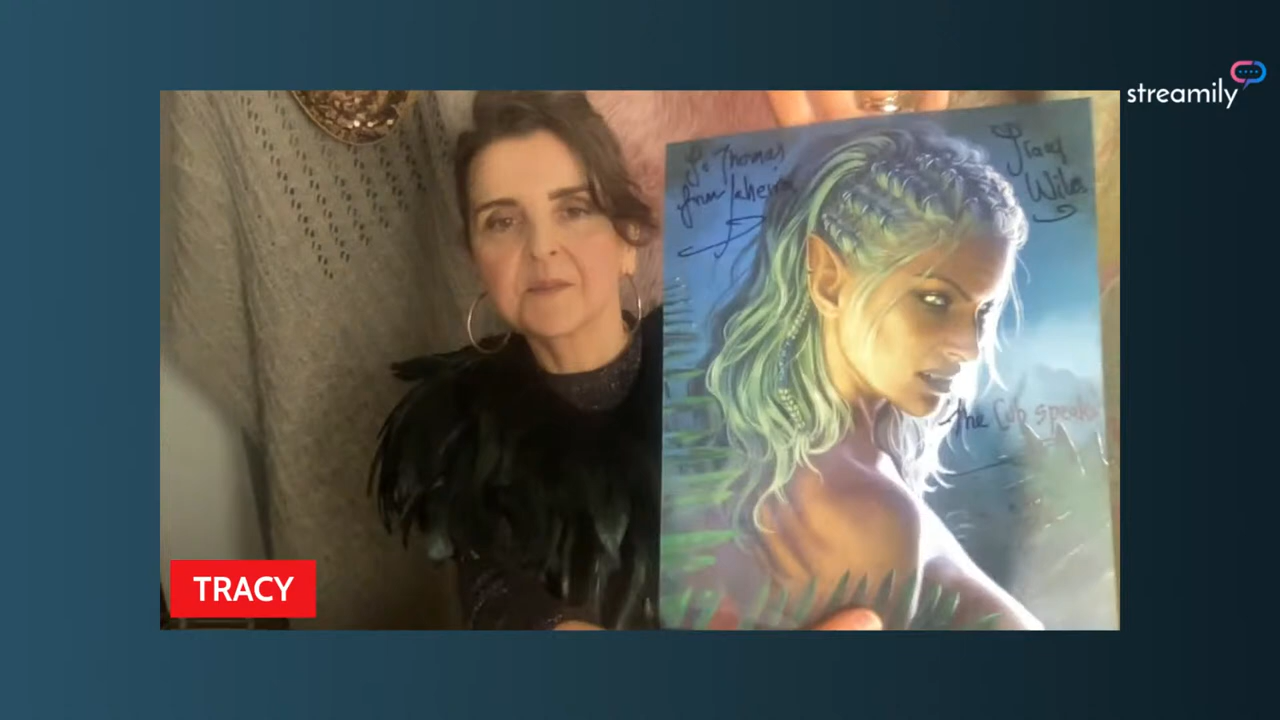 streamily
To Thomas
from Jaheira
Tracy
Wiles
The Cub speaks
TRACY